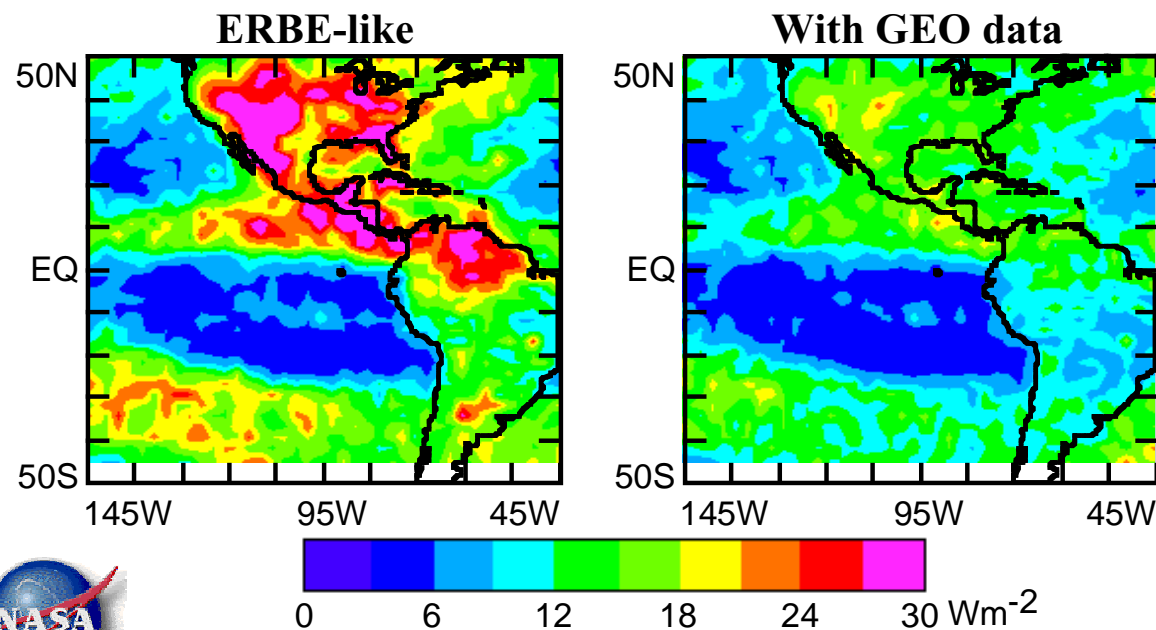 ERBE-like With GEO data
50N 50N
EQ EQ
50S 50S
145W 95W 45W 145W 95W 45W
0 6 12 18 24 30 Wm-2
NASA